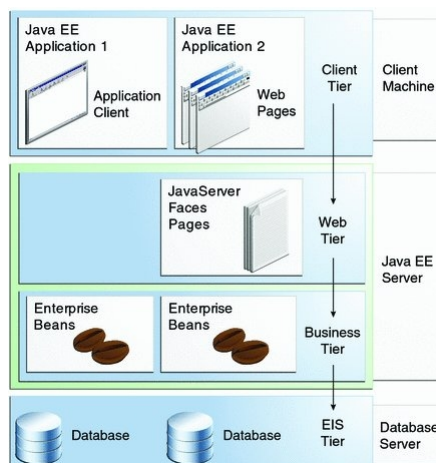 Java EE
Application 1
Application
Client
Java EE
Application 2
Web
Pages
Client
Tier
Client
Machine
JavaServer
Faces
Pages
Web
Tier
Java EE
Server
Enterprise
Beans
Enterprise
Beans
Business
Tier
Database
Database
EIS
Tier
Database
Server